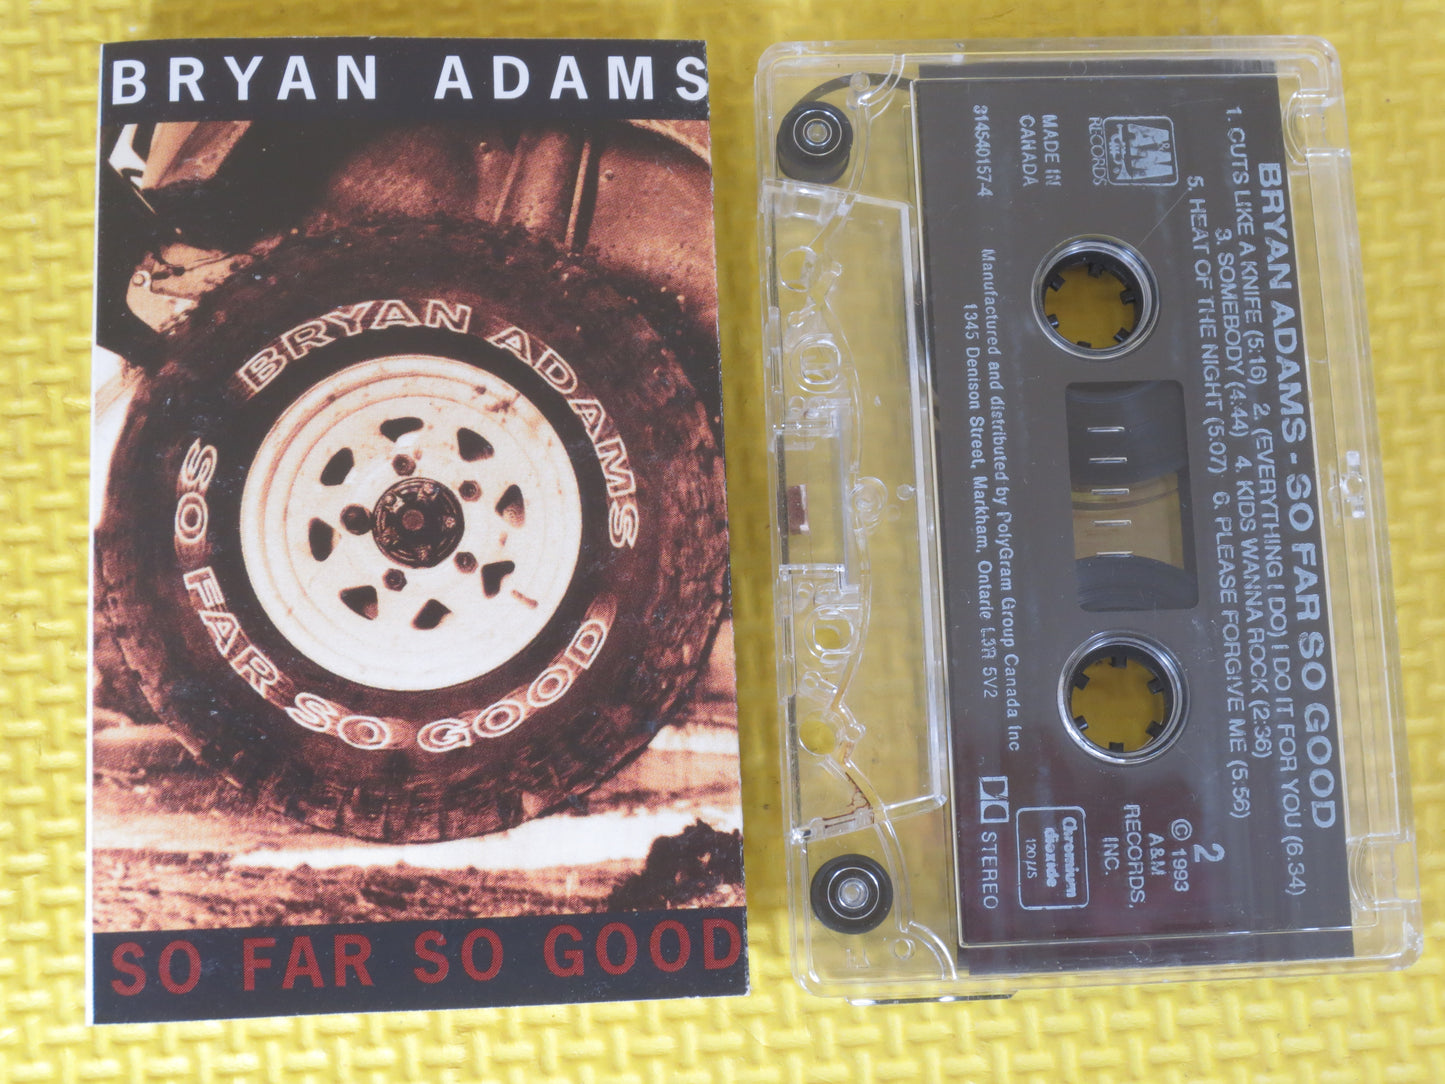 BRYAN ADAMS
BRYAN ADAMS
SO FAR SO GOOD
SO FAR SO GOOD
BRYAN ADAMS - SO FAR SO GOOD
1. CUTS LIKE A KNIFE (5:16) 2. (EVERYTHING I DO) I DO IT FOR YOU (6.34)
3. SOMEBODY (4:44) 4. KIDS WANNA ROCK (2:36)
5. HEAT OF THE NIGHT (5.07) 6. PLEASE FORGIVE ME (5:56)
A&M
RECORDS
MADE IN
CANADA
314540157-4
2
© 1993
A&M
RECORDS,
INC.
Chromium
dioxide
120 µs
STEREO
Manufactured and distributed by PolyGram Group Canada Inc
1345 Denison Street, Markham, Ontario L3R 5V2